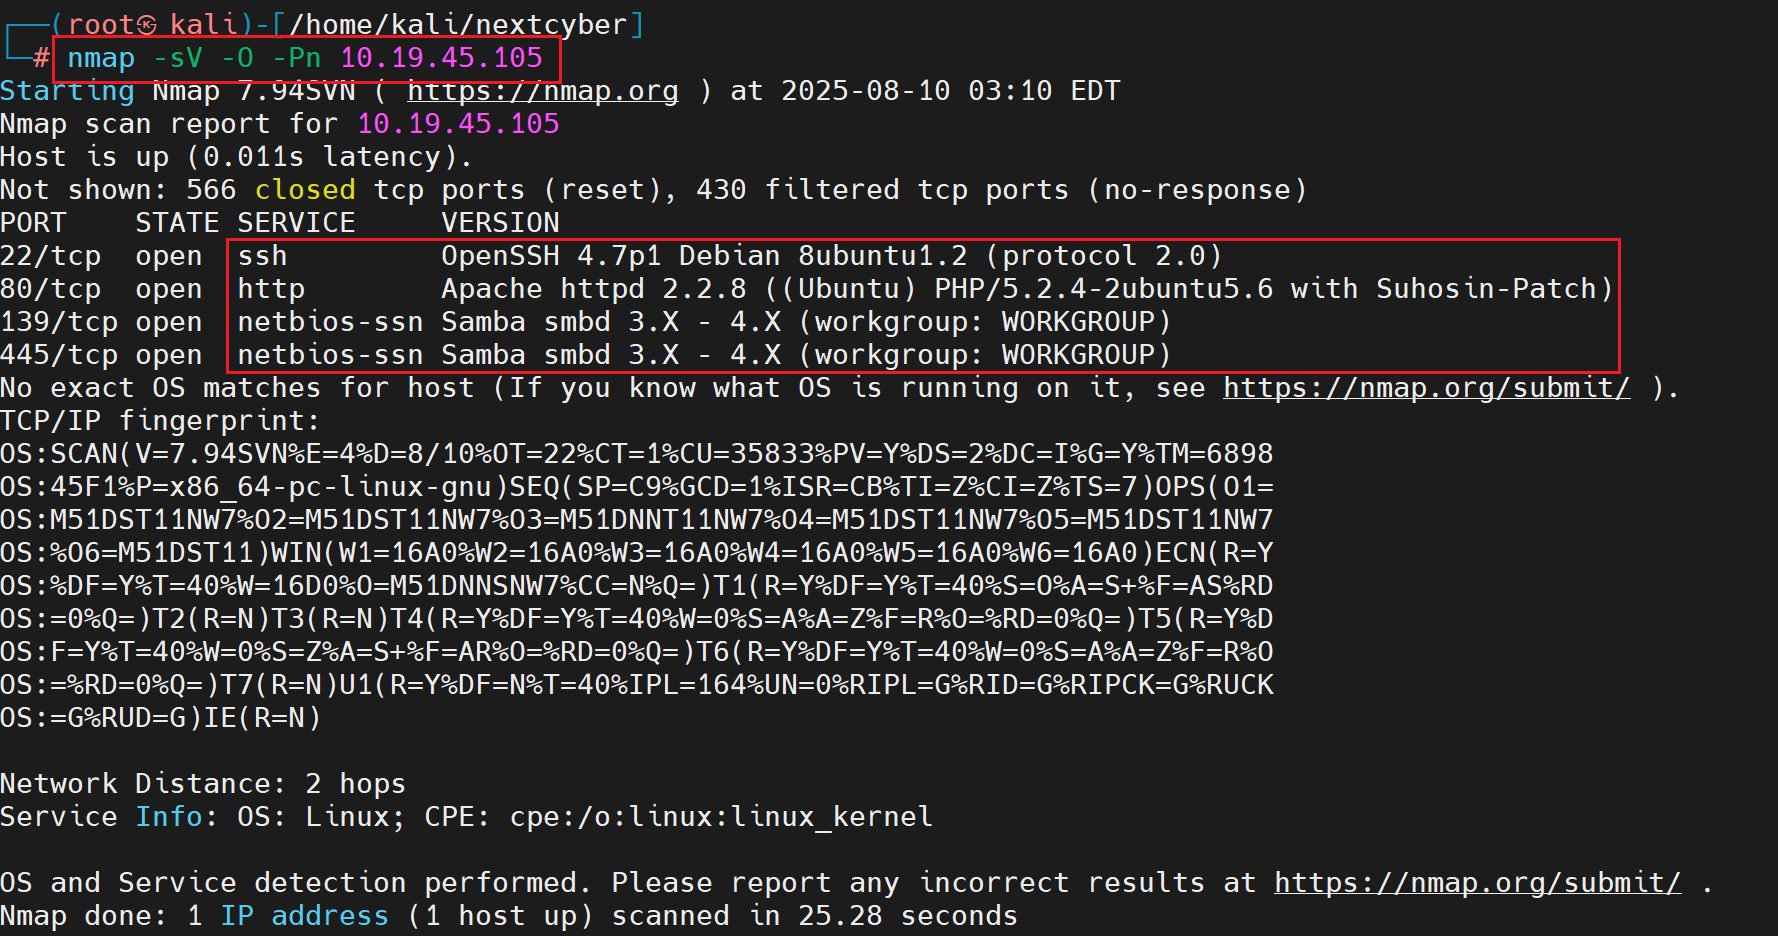 ┌──(root㉿kali)-[/home/kali/nextcyber]
└─# nmap -sV -O -Pn 10.19.45.105
Starting Nmap 7.94SVN ( https://nmap.org ) at 2025-08-10 03:10 EDT
Nmap scan report for 10.19.45.105
Host is up (0.011s latency).
Not shown: 566 closed tcp ports (reset), 430 filtered tcp ports (no-response)
PORT    STATE SERVICE     VERSION
22/tcp  open  ssh         OpenSSH 4.7p1 Debian 8ubuntu1.2 (protocol 2.0)
80/tcp  open  http        Apache httpd 2.2.8 ((Ubuntu) PHP/5.2.4-2ubuntu5.6 with Suhosin-Patch)
139/tcp open  netbios-ssn Samba smbd 3.X - 4.X (workgroup: WORKGROUP)
445/tcp open  netbios-ssn Samba smbd 3.X - 4.X (workgroup: WORKGROUP)
No exact OS matches for host (If you know what OS is running on it, see https://nmap.org/submit/ ).
TCP/IP fingerprint:
OS:SCAN(V=7.94SVN%E=4%D=8/10%OT=22%CT=1%CU=35833%PV=Y%DS=2%DC=I%G=Y%TM=6898
OS:45F1%P=x86_64-pc-linux-gnu)SEQ(SP=C9%GCD=1%ISR=CB%TI=Z%CI=Z%TS=7)OPS(O1=
OS:M51DST11NW7%O2=M51DST11NW7%O3=M51DNNT11NW7%O4=M51DST11NW7%O5=M51DST11NW7
OS:%O6=M51DST11)WIN(W1=16A0%W2=16A0%W3=16A0%W4=16A0%W5=16A0%W6=16A0)ECN(R=Y
OS:%DF=Y%T=40%W=16D0%O=M51DNNSNW7%CC=N%Q=)T1(R=Y%DF=Y%T=40%S=O%A=S+%F=AS%RD
OS:=0%Q=)T2(R=N)T3(R=N)T4(R=Y%DF=Y%T=40%W=0%S=A%A=Z%F=R%O=%RD=0%Q=)T5(R=Y%D
OS:F=Y%T=40%W=0%S=Z%A=S+%F=AR%O=%RD=0%Q=)T6(R=Y%DF=Y%T=40%W=0%S=A%A=Z%F=R%O
OS:=%RD=0%Q=)T7(R=N)U1(R=Y%DF=N%T=40%IPL=164%UN=0%RIPL=G%RID=G%RIPCK=G%RUCK
OS:=G%RUD=G)IE(R=N)
Network Distance: 2 hops
Service Info: OS: Linux; CPE: cpe:/o:linux:linux_kernel
OS and Service detection performed. Please report any incorrect results at https://nmap.org/submit/ .
Nmap done: 1 IP address (1 host up) scanned in 25.28 seconds